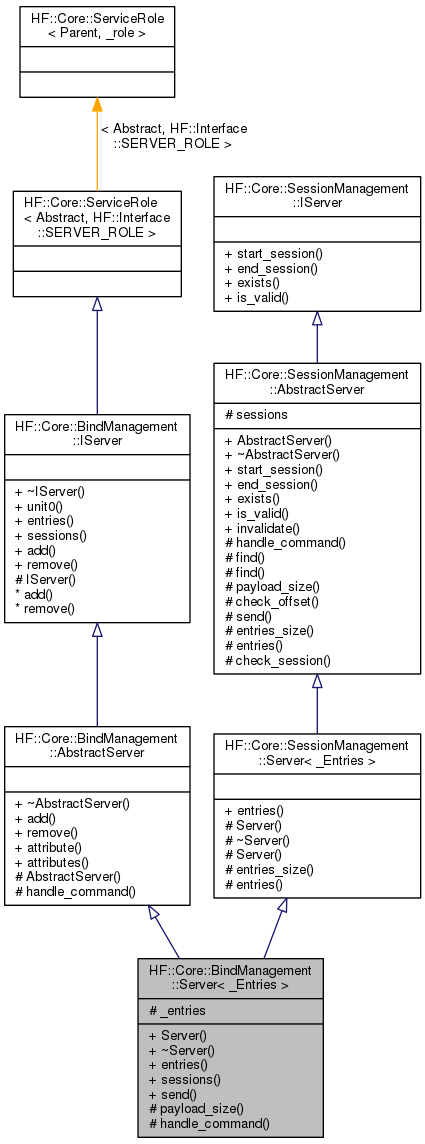 HF::Core::ServiceRole
< Parent, _role >
< Abstract, HF::Interface
::SERVER_ROLE >
HF::Core::ServiceRole
< Abstract, HF::Interface
::SERVER_ROLE >
HF::Core::SessionManagement
::IServer
+ start_session()
+ end_session()
+ exists()
+ is_valid()
HF::Core::SessionManagement
::AbstractServer
# sessions
+ AbstractServer()
+ ~AbstractServer()
+ start_session()
+ end_session()
+ exists()
+ is_valid()
+ invalidate()
# handle_command()
# find()
# find()
# payload_size()
# check_offset()
# send()
# entries_size()
# entries()
# check_session()
HF::Core::BindManagement
::IServer
+ ~IServer()
+ unit0()
+ entries()
+ sessions()
+ add()
+ remove()
# IServer()
* add()
* remove()
HF::Core::BindManagement
::AbstractServer
+ ~AbstractServer()
+ add()
+ remove()
+ attribute()
+ attributes()
# AbstractServer()
# handle_command()
HF::Core::SessionManagement
::Server< _Entries >
+ entries()
# Server()
# ~Server()
# Server()
# entries_size()
# entries()
HF::Core::BindManagement
::Server< _Entries >
# _entries
+ Server()
+ ~Server()
+ entries()
+ sessions()
+ send()
# payload_size()
# handle_command()